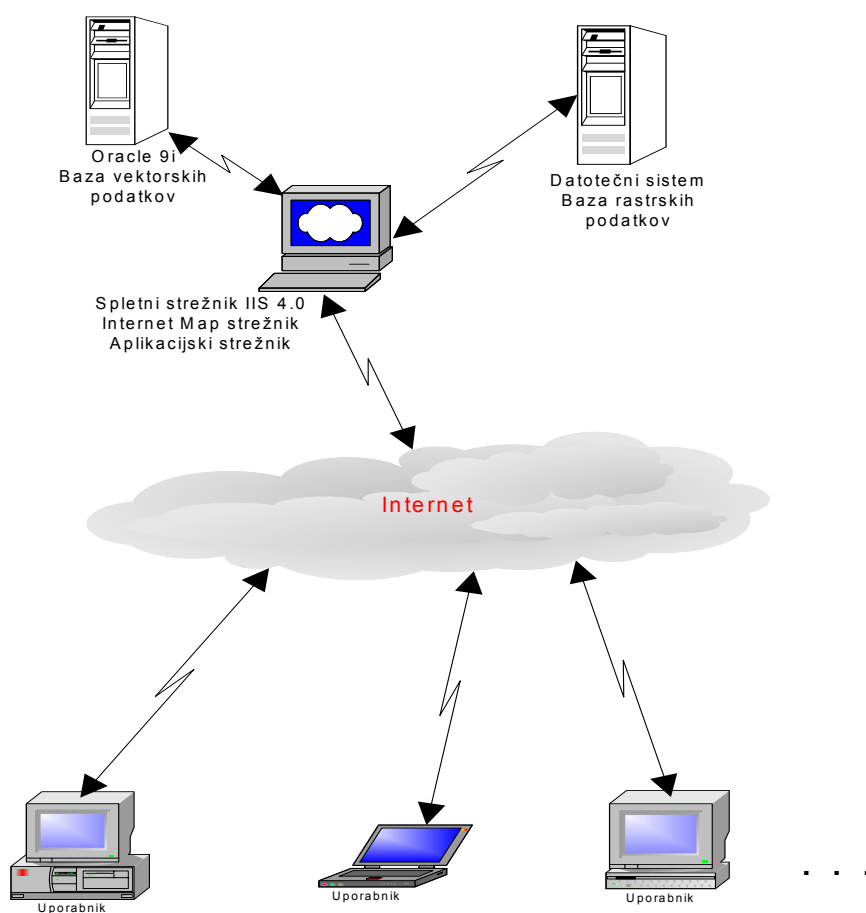 Oracle 9i
Baza vektorskih
podatkov
Datotečni sistem
Baza rastrskih
podatkov
Spletni strežnik IIS 4.0
Internet Map strežnik
Aplikacijski strežnik
Internet
Uporabnik
Uporabnik
Uporabnik
. . .